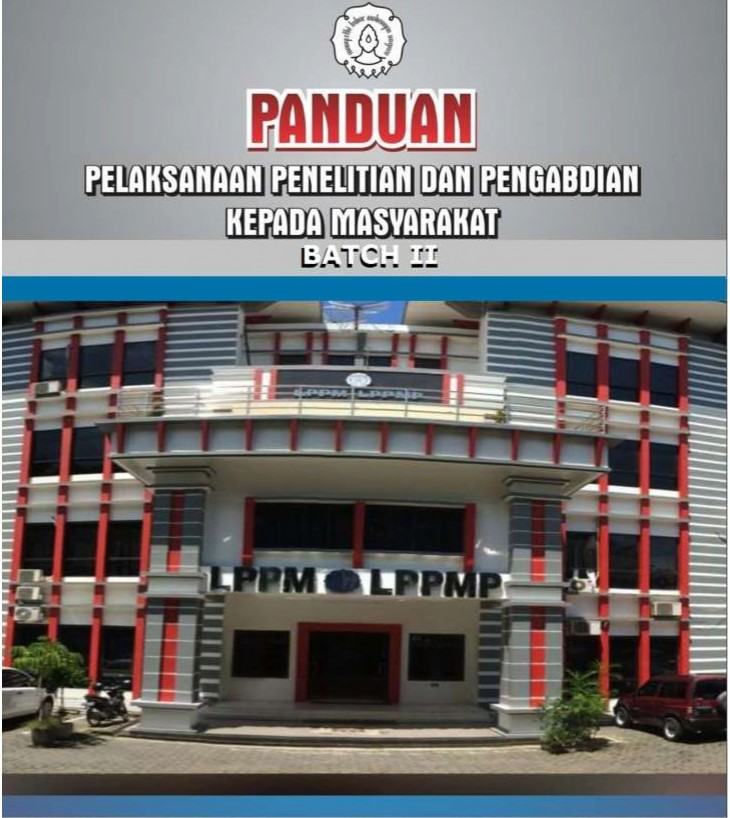 PANDUAN
PELAKSANAAN PENELITIAN DAN PENGABDIAN
KEPADA MASYARAKAT
BATCH II
LPPM LPPMP
LPPM LPPMP